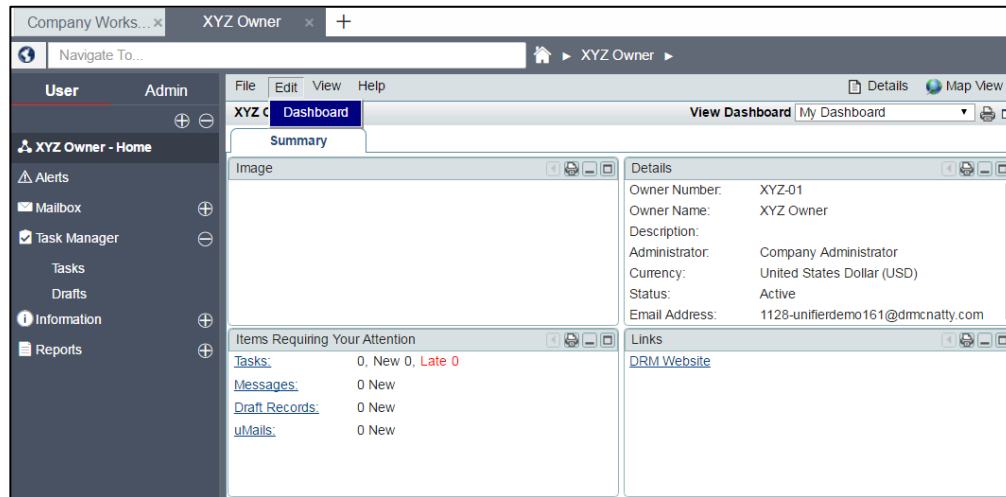 Company Works...×
XYZ Owner ×
+
Navigate To...
XYZ Owner
User
Admin
XYZ Owner - Home
Alerts
Mailbox
Task Manager
Tasks
Drafts
Information
Reports
File Edit View Help
Details
Map View
Dashboard
View Dashboard My Dashboard
Summary
Image
Details
Owner Number: XYZ-01
Owner Name: XYZ Owner
Description:
Administrator: Company Administrator
Currency: United States Dollar (USD)
Status: Active
Email Address: 1128-unifierdemo161@drmcnatty.com
Items Requiring Your Attention
Tasks: 0, New 0, Late 0
Messages: 0 New
Draft Records: 0 New
uMails: 0 New
Links
DRM Website